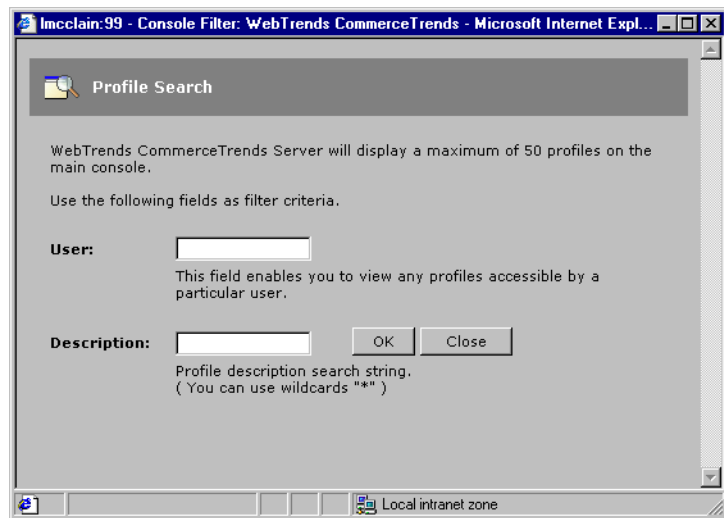 lmcclain:99 - Console Filter: WebTrends CommerceTrends - Microsoft Internet Expl...
Profile Search
WebTrends CommerceTrends Server will display a maximum of 50 profiles on the
main console.
Use the following fields as filter criteria.
User:
This field enables you to view any profiles accessible by a
particular user.
Description:
OK
Close
Profile description search string.
( You can use wildcards "*" )
Local intranet zone